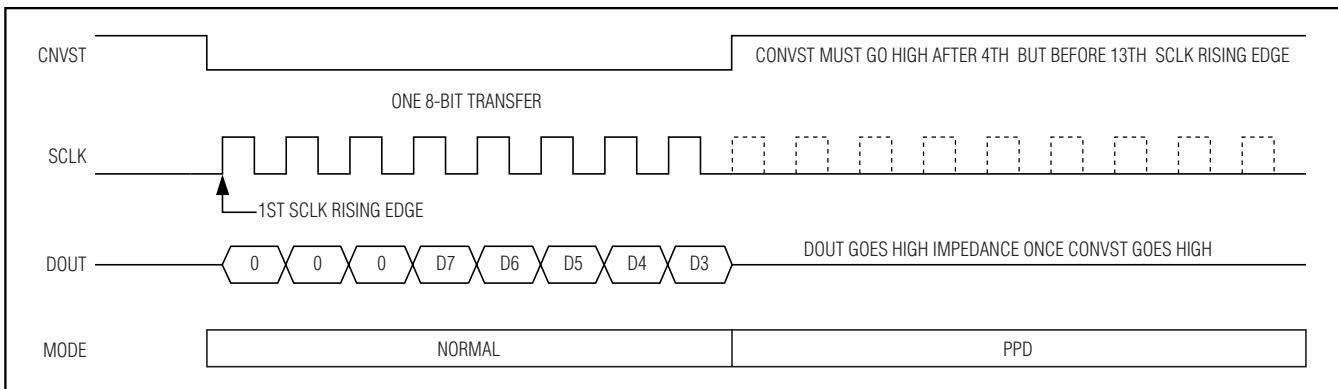 CNVST
CONVST MUST GO HIGH AFTER 4TH BUT BEFORE 13TH SCLK RISING EDGE
ONE 8-BIT TRANSFER
SCLK
1ST SCLK RISING EDGE
DOUT
0 0 0 D7 D6 D5 D4 D3
DOUT GOES HIGH IMPEDANCE ONCE CONVST GOES HIGH
MODE
NORMAL
PPD